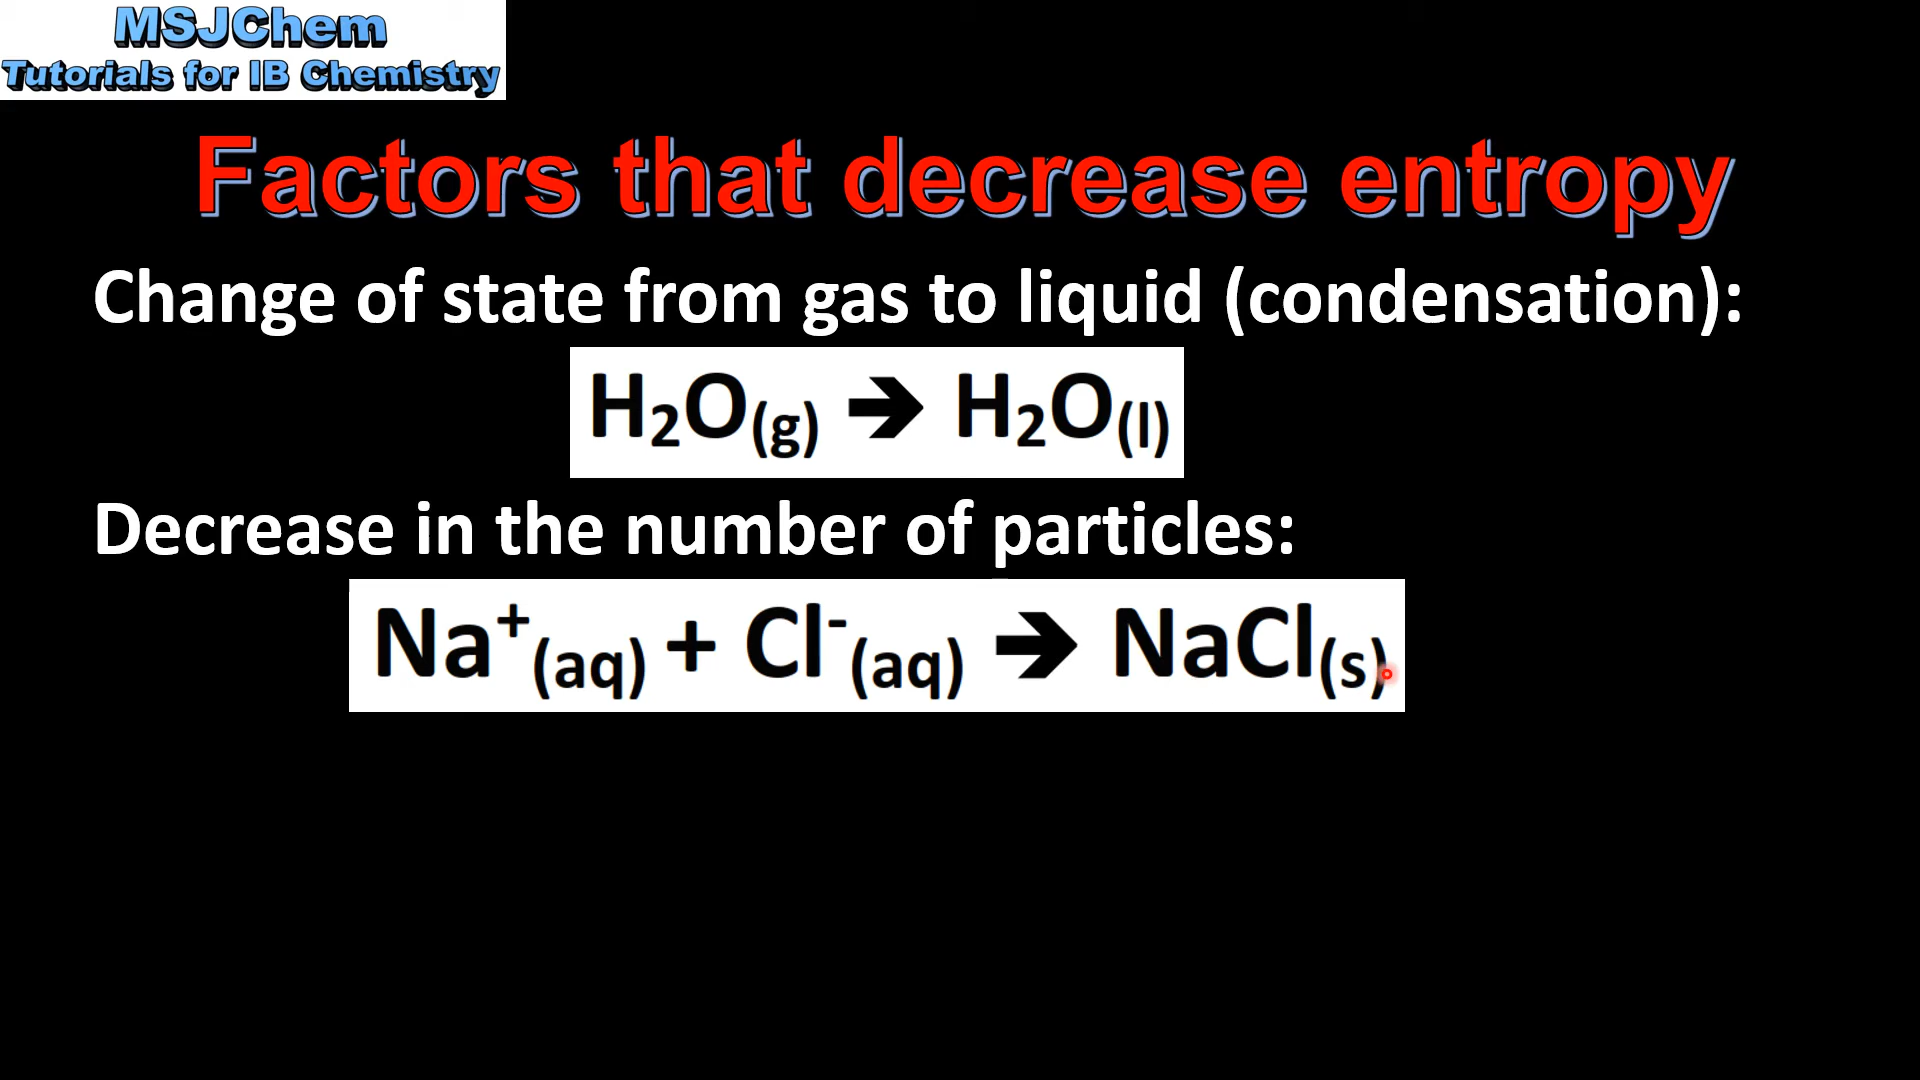 MSJChem
Tutorials for IB Chemistry
Factors that decrease entropy
Change of state from gas to liquid (condensation):
H₂O₍g₎ ➔ H₂O₍l₎
Decrease in the number of particles:
Na⁺(aq) + Cl⁻(aq) ➔ NaCl(s)